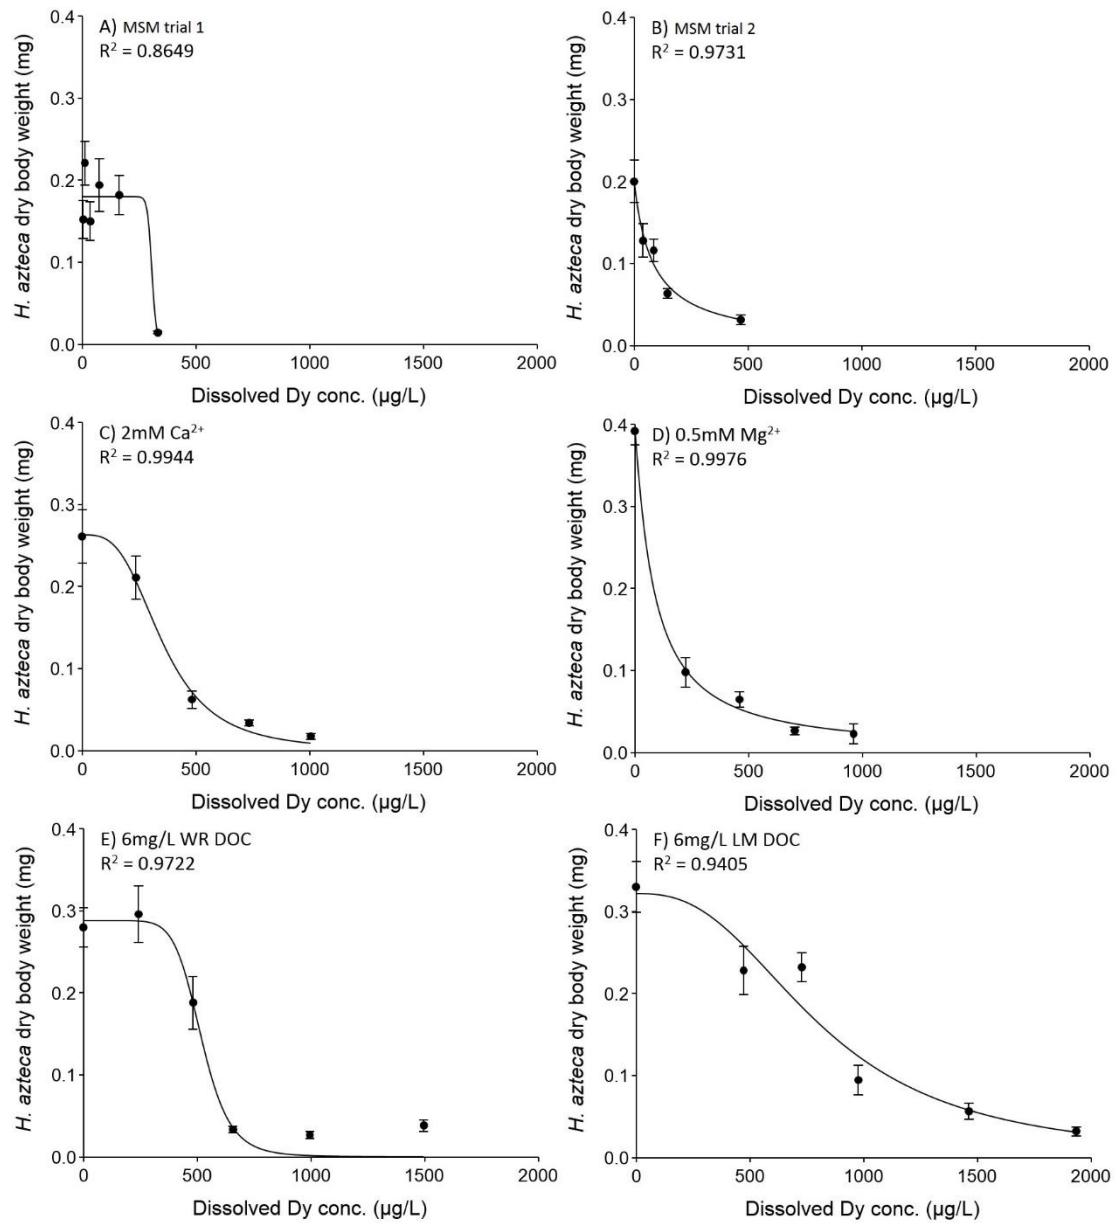 A) MSM trial 1
R² = 0.8649
H. azteca dry body weight (mg)
0.4
0.3
0.2
0.1
0.0
0 500 1000 1500 2000
Dissolved Dy conc. (µg/L)
B) MSM trial 2
R² = 0.9731
H. azteca dry body weight (mg)
0.4
0.3
0.2
0.1
0.0
0 500 1000 1500 2000
Dissolved Dy conc. (µg/L)
C) 2mM Ca²⁺
R² = 0.9944
H. azteca dry body weight (mg)
0.4
0.3
0.2
0.1
0.0
0 500 1000 1500 2000
Dissolved Dy conc. (µg/L)
D) 0.5mM Mg²⁺
R² = 0.9976
H. azteca dry body weight (mg)
0.4
0.3
0.2
0.1
0.0
0 500 1000 1500 2000
Dissolved Dy conc. (µg/L)
E) 6mg/L WR DOC
R² = 0.9722
H. azteca dry body weight (mg)
0.4
0.3
0.2
0.1
0.0
0 500 1000 1500 2000
Dissolved Dy conc. (µg/L)
F) 6mg/L LM DOC
R² = 0.9405
H. azteca dry body weight (mg)
0.4
0.3
0.2
0.1
0.0
0 500 1000 1500 2000
Dissolved Dy conc. (µg/L)